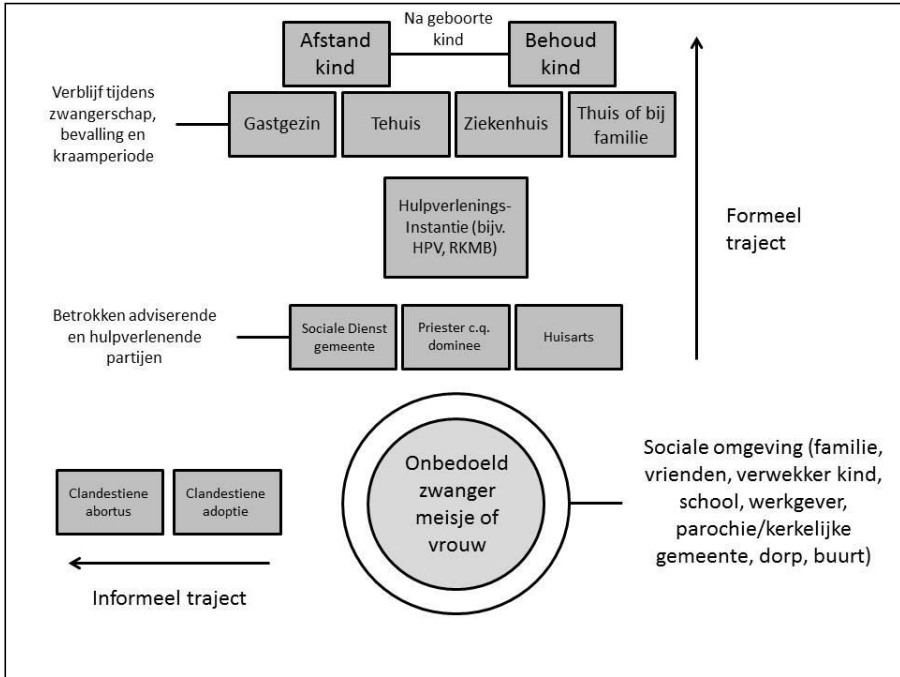 Na geboorte
kind
Afstand
kind
Behoud
kind
Verblijf tijdens
zwangerschap,
bevalling en
kraamperiode
Gastgezin
Tehuis
Ziekenhuis
Thuis of bij
familie
Hulpverlenings-
Instantie (bijv.
HPV, RKMB)
Formeel
traject
Betrokken adviserende
en hulpverlenende
partijen
Sociale Dienst
gemeente
Priester c.q.
dominee
Huisarts
Onbedoeld
zwanger
meisje of
vrouw
Sociale omgeving (familie,
vrienden, verwekker kind,
school, werkgever,
parochie/kerkelijke
gemeente, dorp, buurt)
Clandestiene
abortus
Clandestiene
adoptie
Informeel traject